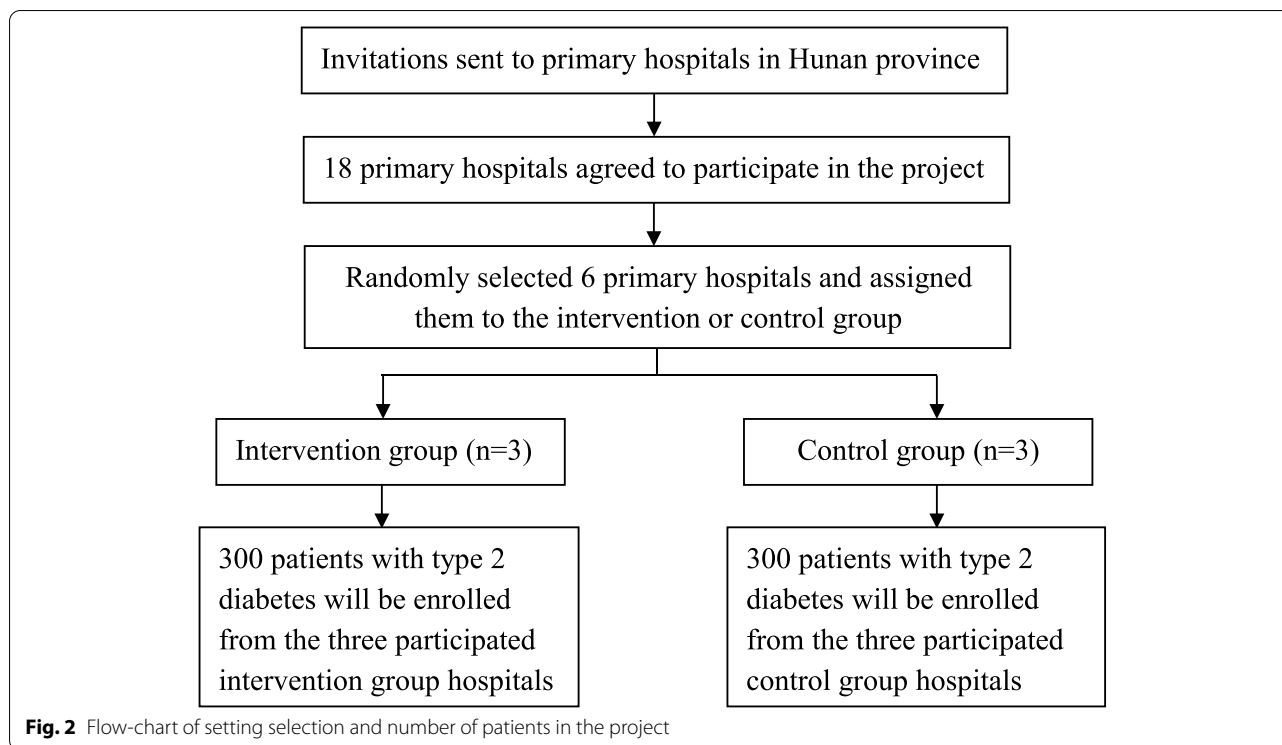 Invitations sent to primary hospitals in Hunan province
18 primary hospitals agreed to participate in the project
Randomly selected 6 primary hospitals and assigned
them to the intervention or control group
Intervention group (n=3)
Control group (n=3)
300 patients with type 2
diabetes will be enrolled
from the three participated
intervention group hospitals
300 patients with type 2
diabetes will be enrolled
from the three participated
control group hospitals
Fig. 2 Flow-chart of setting selection and number of patients in the project